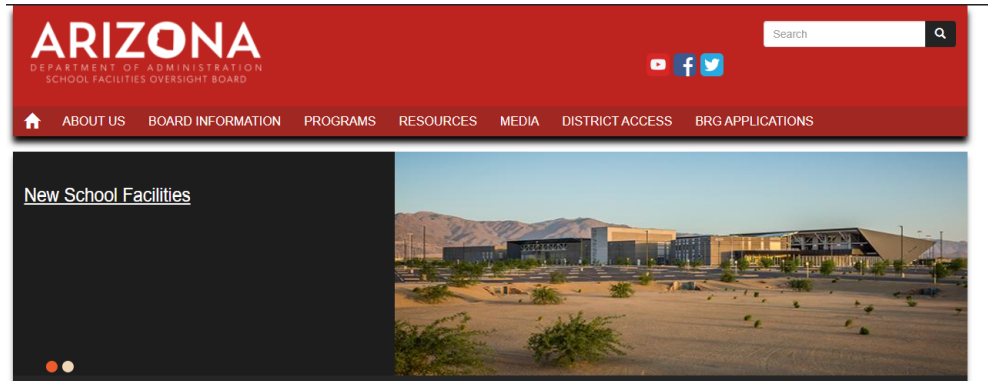 ARIZONA
DEPARTMENT OF ADMINISTRATION
SCHOOL FACILITIES OVERSIGHT BOARD
Search
ABOUT US BOARD INFORMATION PROGRAMS RESOURCES MEDIA DISTRICT ACCESS BRG APPLICATIONS
New School Facilities